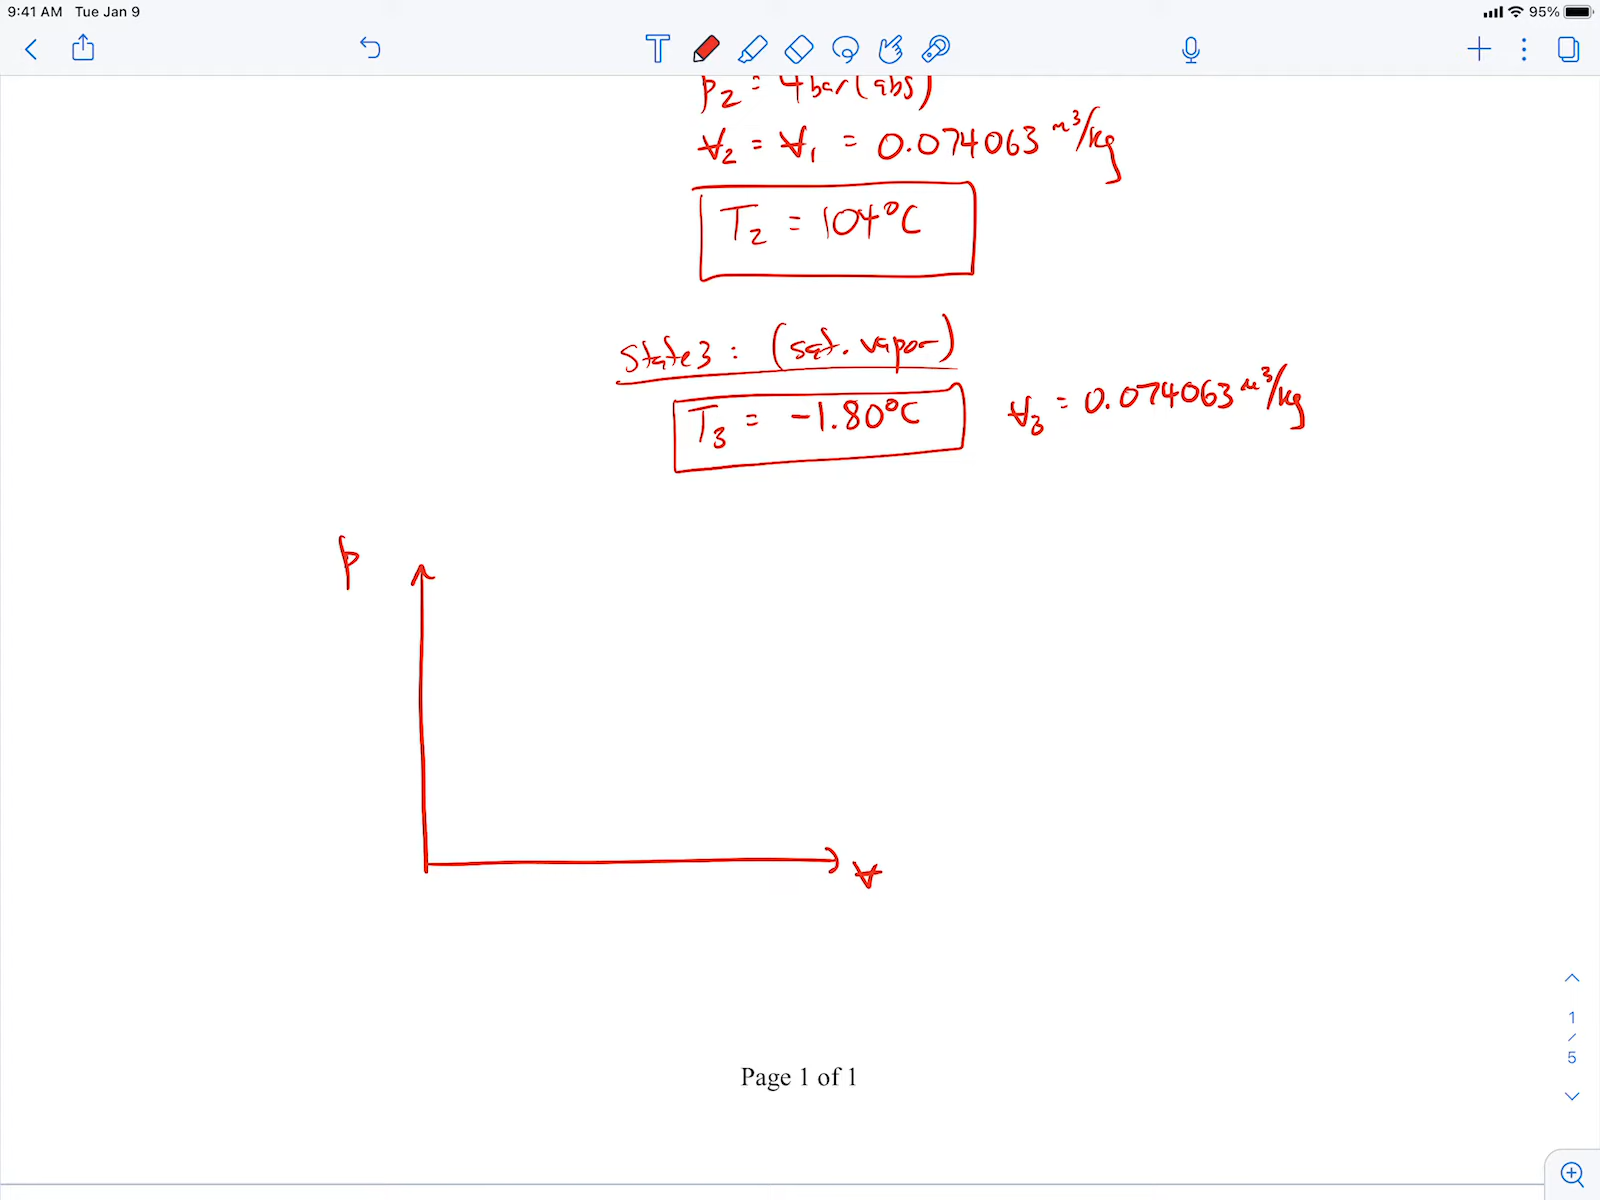 9:41 AM Tue Jan 9 95%
T
p₂ = 4 bar (abs)
∀₂ = ∀₁ = 0.074063 m³/kg
T₂ = 104°C
State 3: (sat. vapor)
T₃ = -1.80°C ∀₃ = 0.074063 m³/kg
p
∀
1
/
5
Page 1 of 1